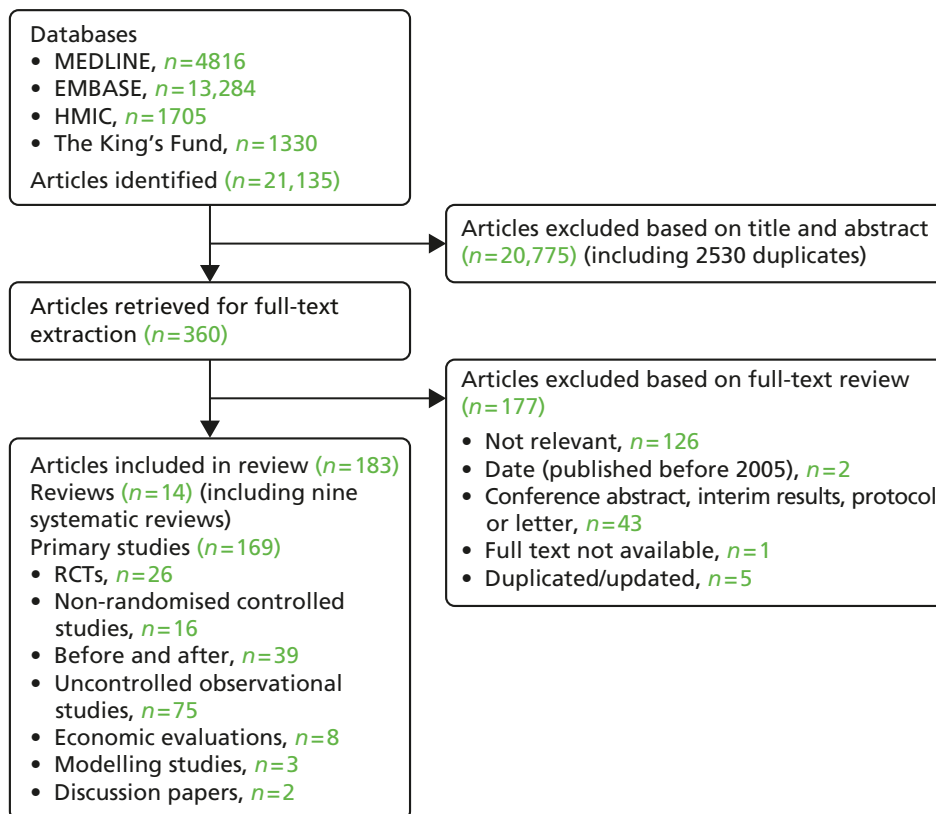 Databases
• MEDLINE, n=4816
• EMBASE, n=13,284
• HMIC, n=1705
• The King's Fund, n=1330
Articles identified (n=21,135)
Articles excluded based on title and abstract
(n=20,775) (including 2530 duplicates)
Articles retrieved for full-text
extraction (n=360)
Articles excluded based on full-text review
(n=177)
• Not relevant, n=126
• Date (published before 2005), n=2
• Conference abstract, interim results, protocol
or letter, n=43
• Full text not available, n=1
• Duplicated/updated, n=5
Articles included in review (n=183)
Reviews (n=14) (including nine
systematic reviews)
Primary studies (n=169)
• RCTs, n=26
• Non-randomised controlled
studies, n=16
• Before and after, n=39
• Uncontrolled observational
studies, n=75
• Economic evaluations, n=8
• Modelling studies, n=3
• Discussion papers, n=2